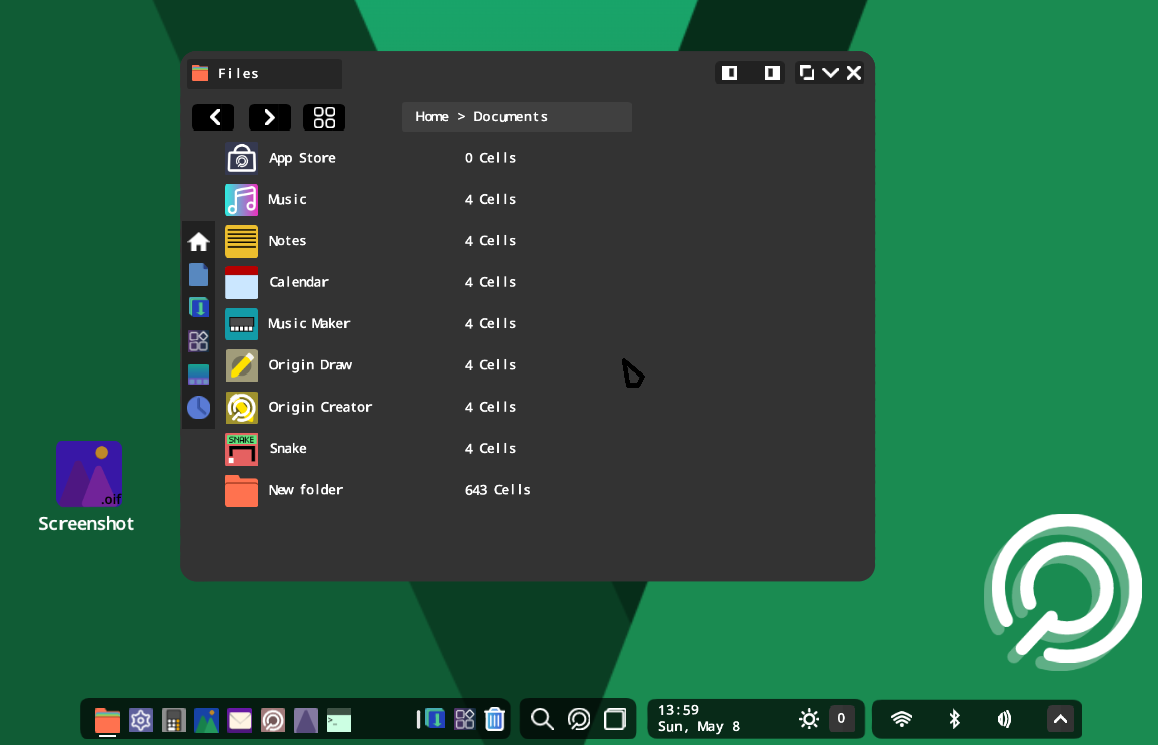 Files
Home > Documents
App Store 0 Cells
Music 4 Cells
Notes 4 Cells
Calendar 4 Cells
Music Maker 4 Cells
Origin Draw 4 Cells
Origin Creator 4 Cells
SNAKE
Snake 4 Cells
New folder 643 Cells
.oif
Screenshot
>_
13:59
Sun, May 8
0